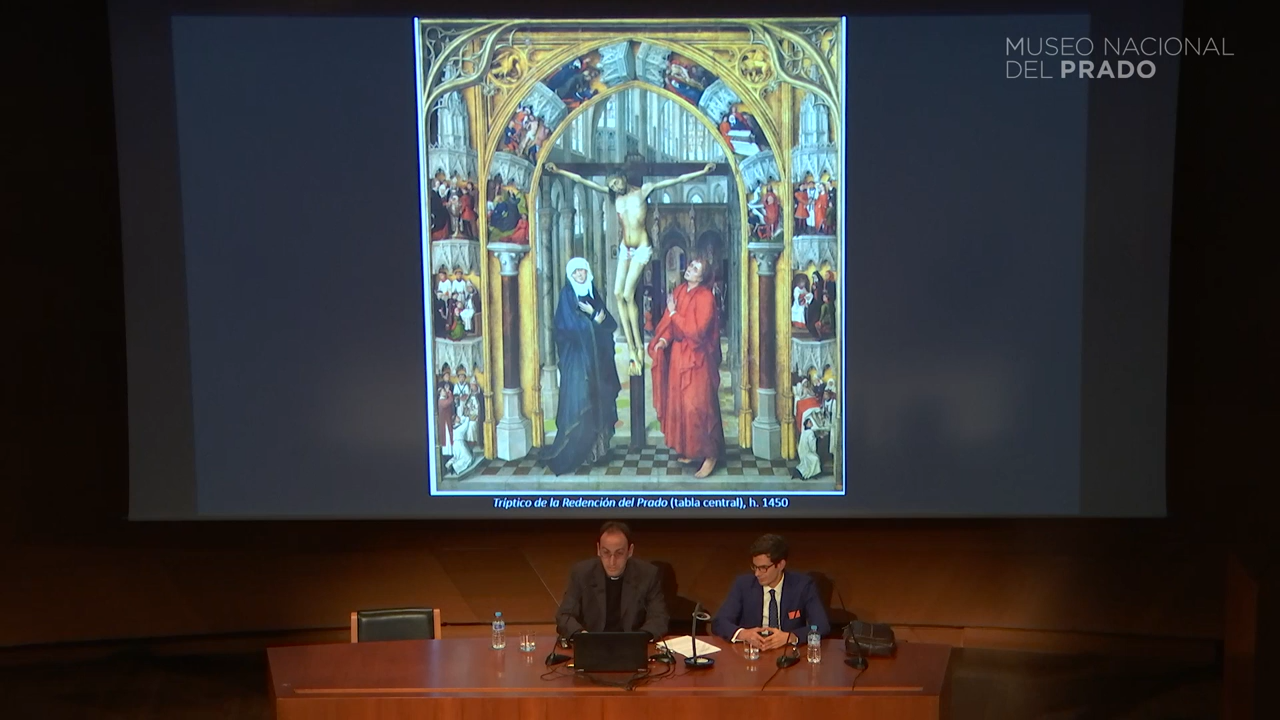 MUSEO NACIONAL
DEL PRADO
Tríptico de la Redención del Prado (tabla central), h. 1450